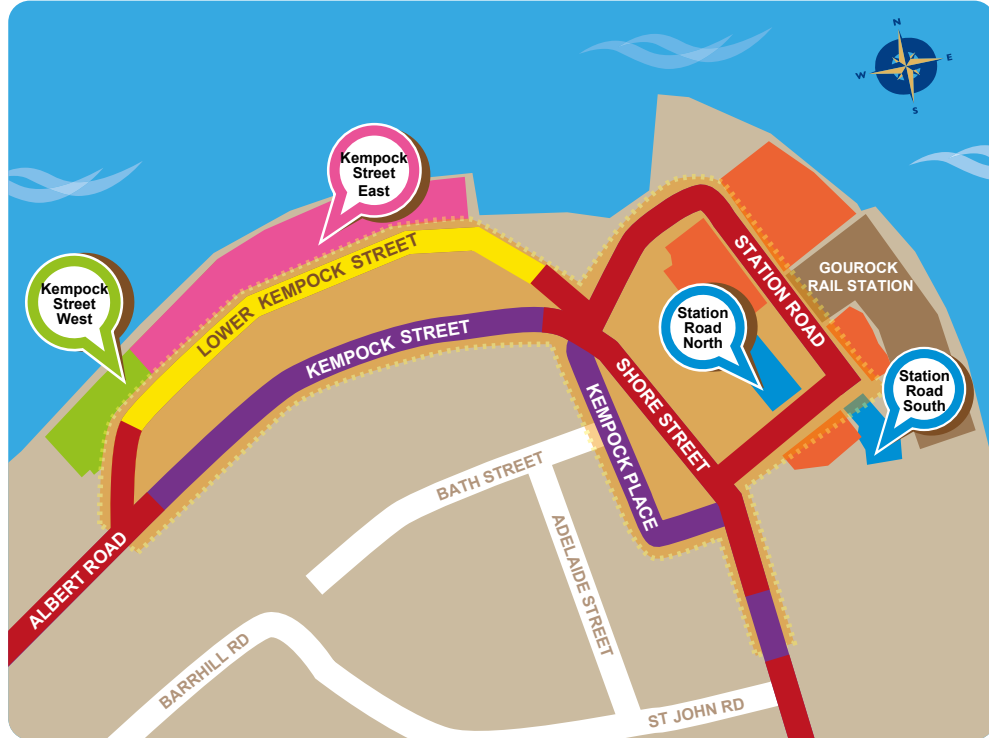 N
W
E
S
Kempock
Street
East
Kempock
Street
West
LOWER KEMPOCK STREET
KEMPOCK STREET
STATION ROAD
GOUROCK
RAIL STATION
Station
Road
North
Station
Road
South
SHORE STREET
KEMPOCK PLACE
BATH STREET
ADELAIDE STREET
ALBERT ROAD
BARRHILL RD
ST JOHN RD